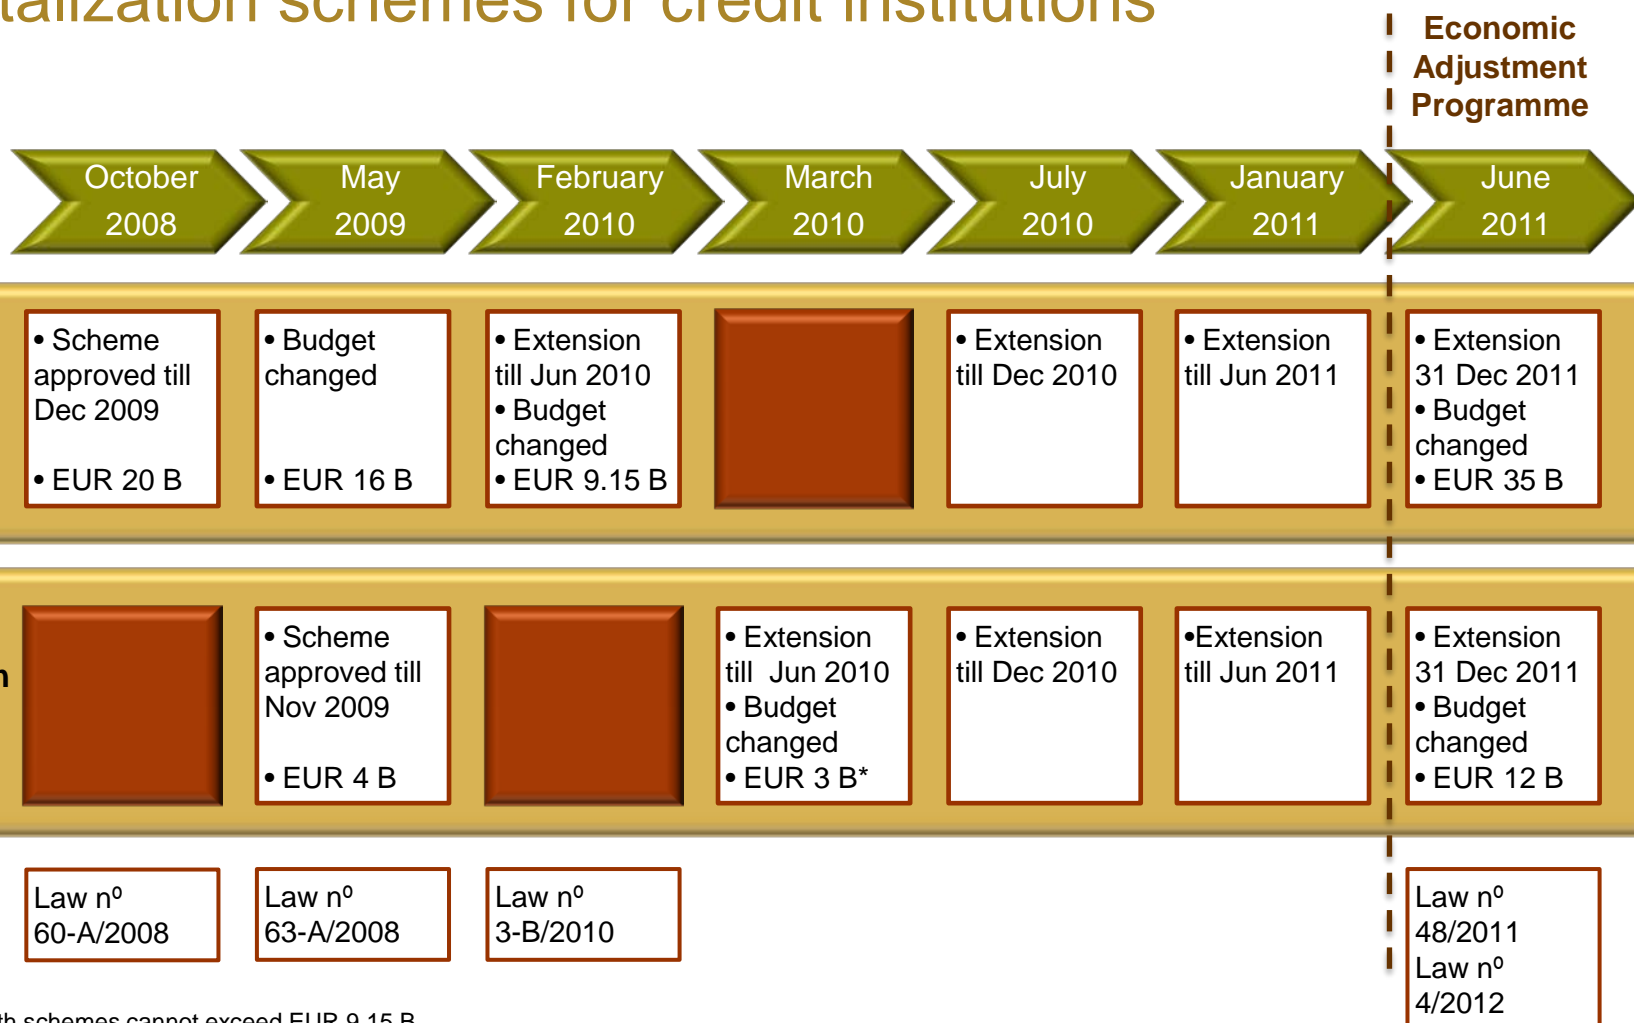 talization schemes for credit institutions
Economic
Adjustment
Programme
October
2008
May
2009
February
2010
March
2010
July
2010
January
2011
June
2011
• Scheme
approved till
Dec 2009
• EUR 20 B
• Budget
changed
• EUR 16 B
• Extension
till Jun 2010
• Budget
changed
• EUR 9.15 B
• Extension
till Dec 2010
• Extension
till Jun 2011
• Extension
31 Dec 2011
• Budget
changed
• EUR 35 B
n
• Scheme
approved till
Nov 2009
• EUR 4 B
• Extension
till Jun 2010
• Budget
changed
• EUR 3 B*
• Extension
till Dec 2010
•Extension
till Jun 2011
• Extension
31 Dec 2011
• Budget
changed
• EUR 12 B
Law nº
60-A/2008
Law nº
63-A/2008
Law nº
3-B/2010
Law nº
48/2011
Law nº
4/2012
th schemes cannot exceed EUR 9.15 B